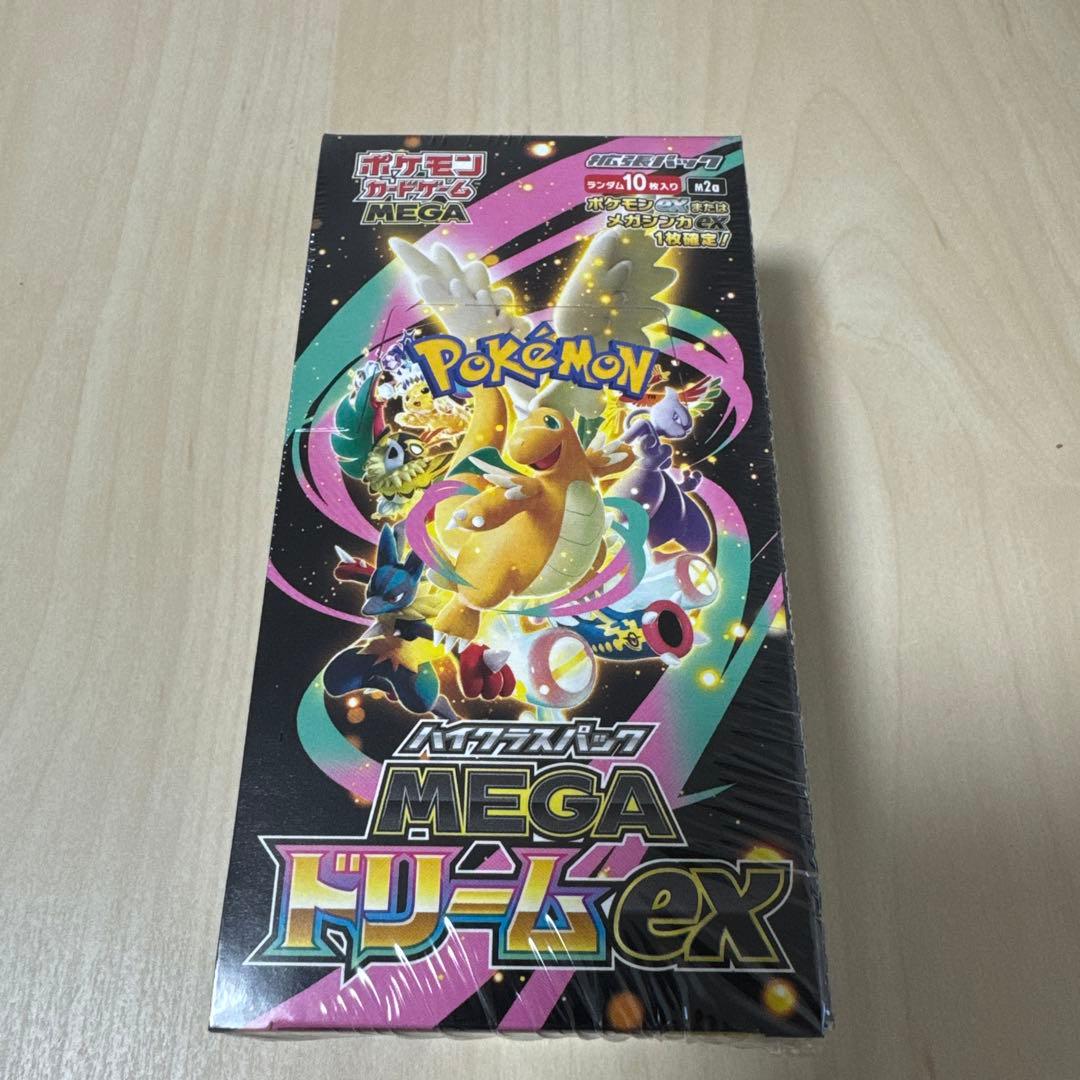 ポケモン
カードゲーム
MEGA
拡張パック
ランダム10枚入り
M2a
ポケモンexまたは
メガシンカex
1枚確定!
POKÉMON
TM
ハイクラスパック
MEGA
ドリームex